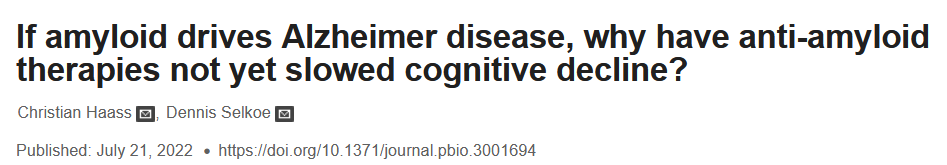 If amyloid drives Alzheimer disease, why have anti-amyloid
therapies not yet slowed cognitive decline?
Christian Haass, Dennis Selkoe
Published: July 21, 2022 • https://doi.org/10.1371/journal.pbio.3001694